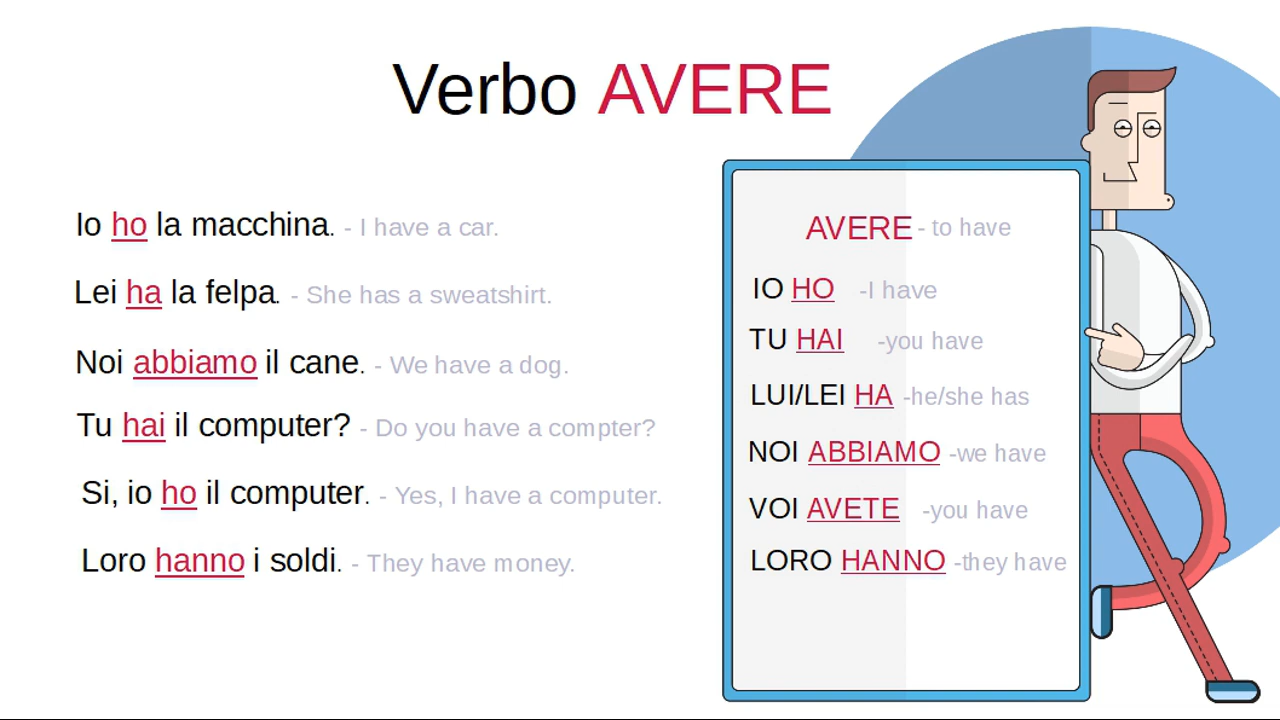 Verbo AVERE
Io ho la macchina. - I have a car.
Lei ha la felpa. - She has a sweatshirt.
Noi abbiamo il cane. - We have a dog.
Tu hai il computer? - Do you have a compter?
Si, io ho il computer. - Yes, I have a computer.
Loro hanno i soldi. - They have money.
AVERE - to have
IO HO -I have
TU HAI -you have
LUI/LEI HA -he/she has
NOI ABBIAMO -we have
VOI AVETE -you have
LORO HANNO -they have